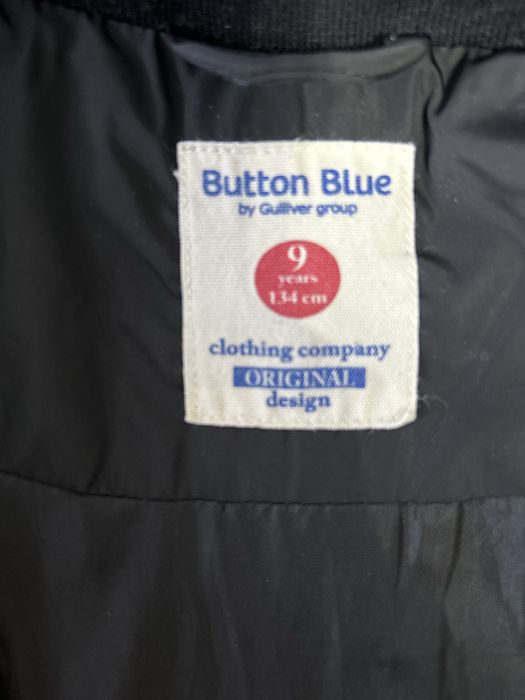 Button Blue
by Gulliver group
9
years
134 cm
clothing company
ORIGINAL
design